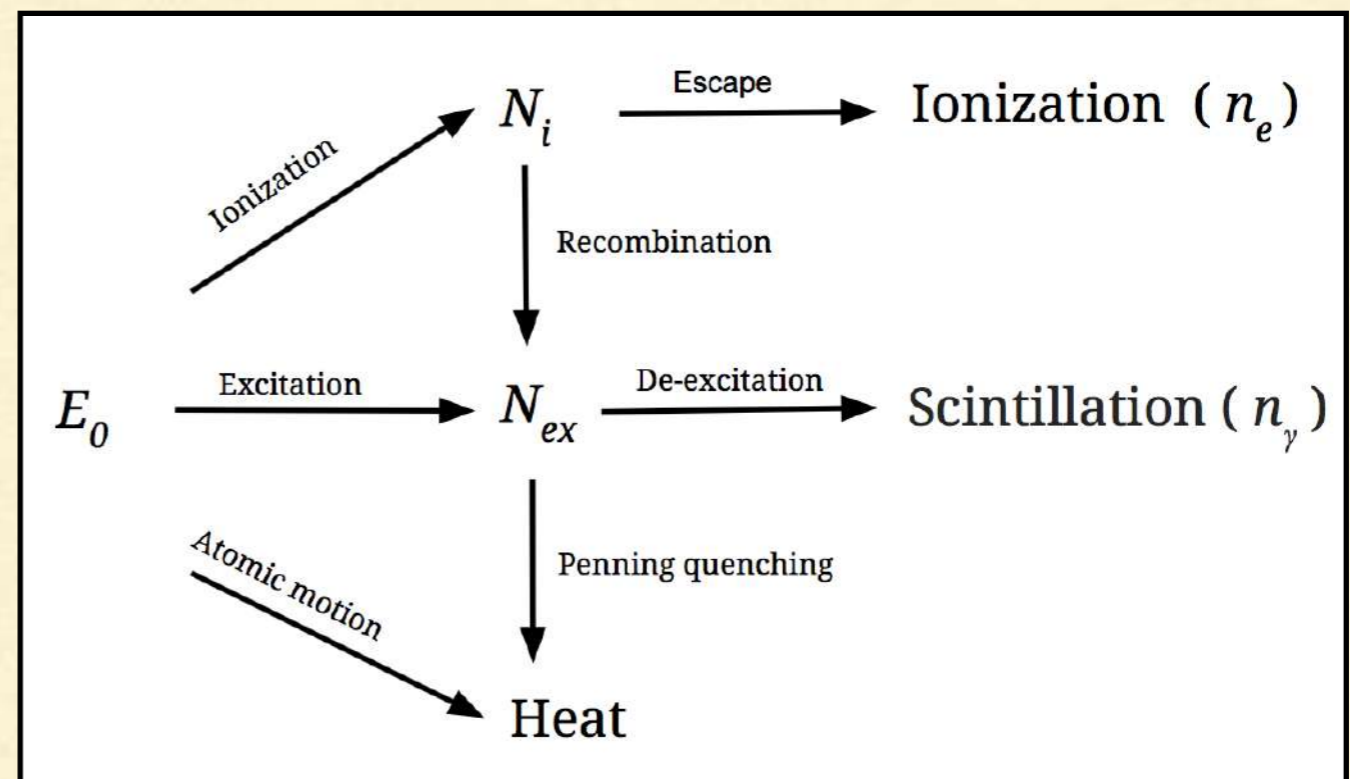 Escape
N_i
Ionization ( n_e )
Ionization
Recombination
Excitation
De-excitation
E_0
N_ex
Scintillation ( n_γ )
Atomic motion
Penning quenching
Heat